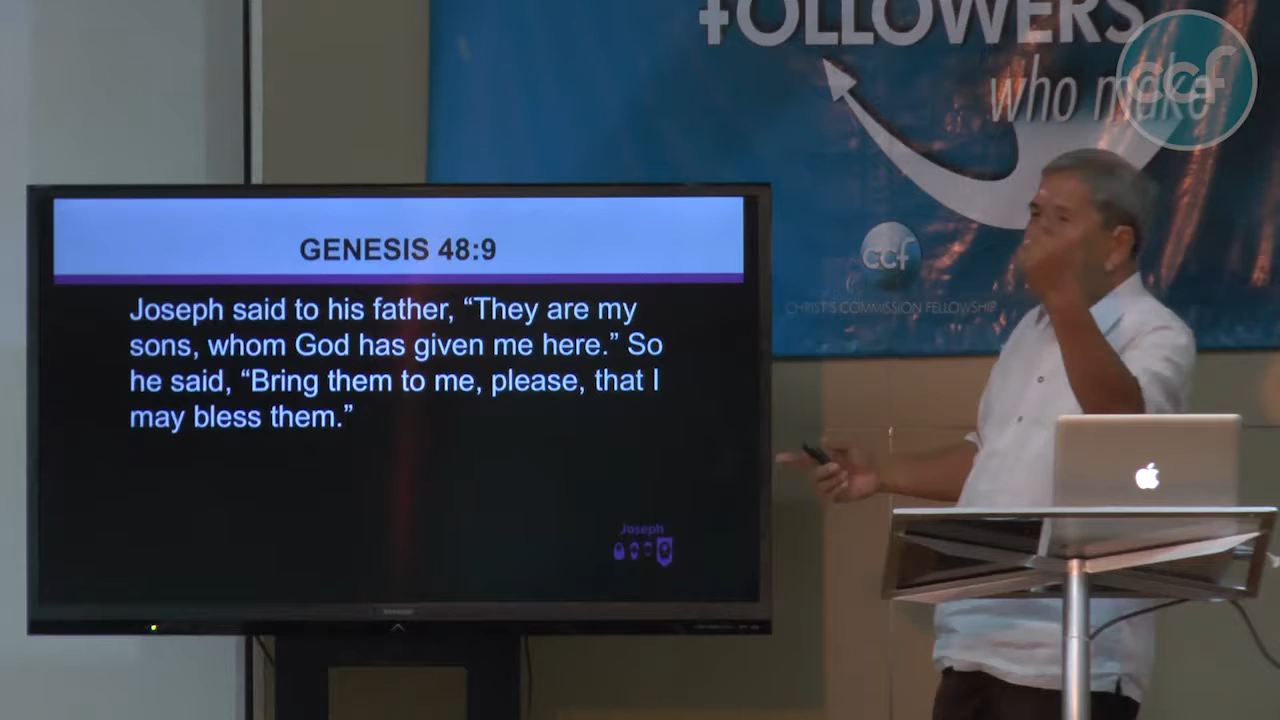 FOLLOWERS
who make
ccf
ccf
CHRIST'S COMMISSION FELLOWSHIP
GENESIS 48:9
Joseph said to his father, “They are my
sons, whom God has given me here.” So
he said, “Bring them to me, please, that I
may bless them.”
Joseph